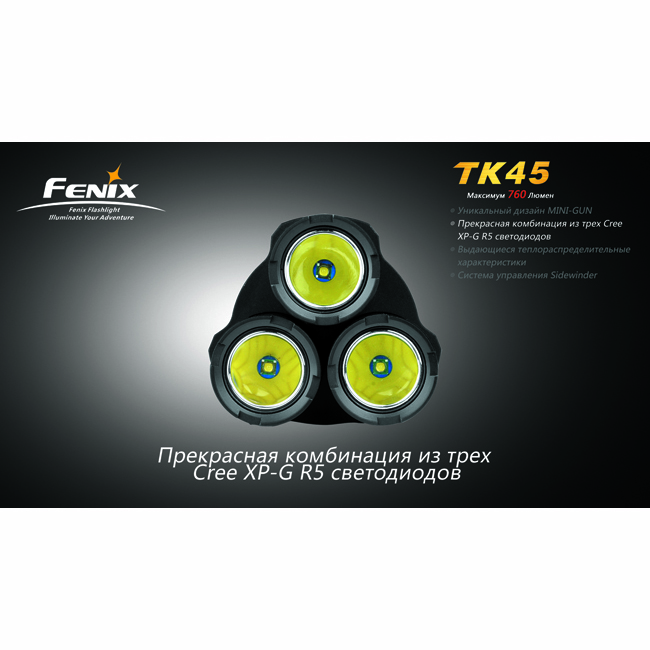 FENIX
Fenix Flashlight
Illuminate Your Adventure
TK45
Максимум 760 Люмен
Уникальный дизайн MINI-GUN
Прекрасная комбинация из трех Cree
XP-G R5 светодиодов
Выдающиеся теплораспределительные
характеристики
Система управления Sidewinder
Прекрасная комбинация из трех
Cree XP-G R5 светодиодов